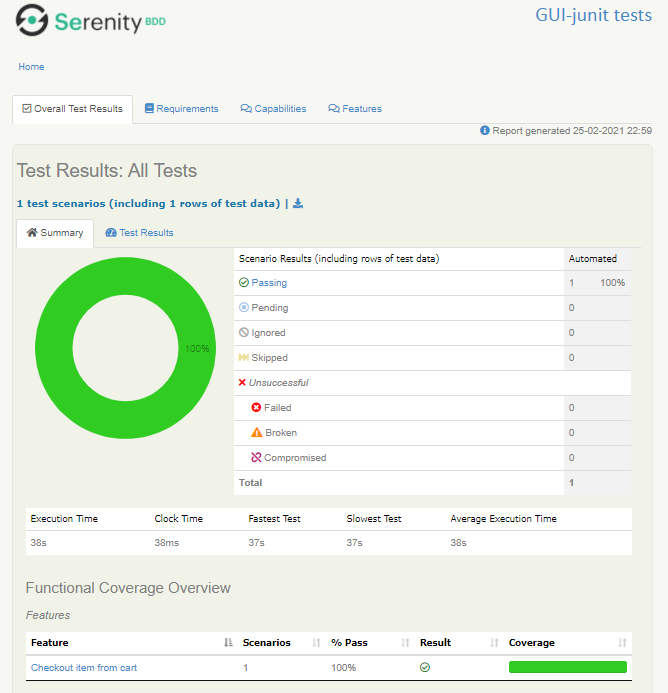 Serenity BDD
GUI-junit tests
Home
Overall Test Results Requirements Capabilities Features
Report generated 25-02-2021 22:59
Test Results: All Tests
1 test scenarios (including 1 rows of test data) |
Summary Test Results
100%
Scenario Results (including rows of test data) Automated
Passing 1 100%
Pending 0
Ignored 0
Skipped 0
Unsuccessful
Failed 0
Broken 0
Compromised 0
Total 1
Execution Time Clock Time Fastest Test Slowest Test Average Execution Time
38s 38ms 37s 37s 38s
Functional Coverage Overview
Features
Feature Scenarios % Pass Result Coverage
Checkout item from cart 1 100%